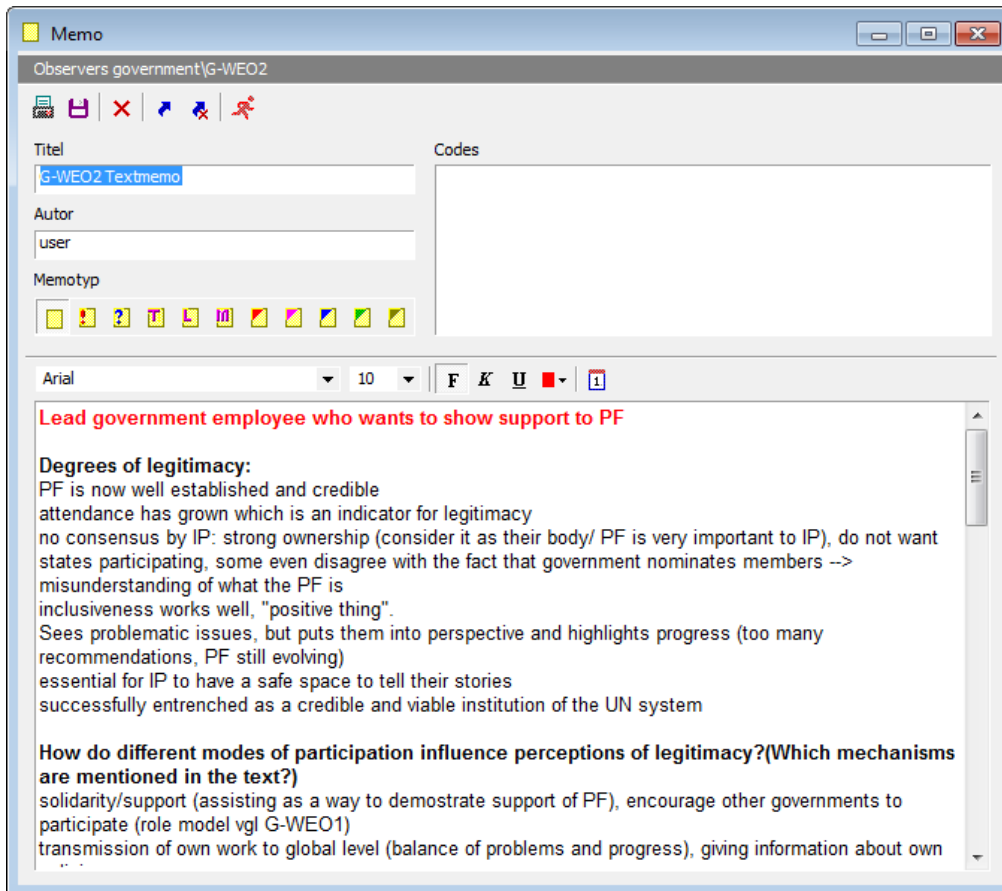 Memo
Observers government\G-WEO2
Titel
Codes
G-WEO2 Textmemo
Autor
user
Memotyp
! ? T L M
Arial 10 F K U 1
Lead government employee who wants to show support to PF
Degrees of legitimacy:
PF is now well established and credible
attendance has grown which is an indicator for legitimacy
no consensus by IP: strong ownership (consider it as their body/ PF is very important to IP), do not want
states participating, some even disagree with the fact that government nominates members -->
misunderstanding of what the PF is
inclusiveness works well, "positive thing".
Sees problematic issues, but puts them into perspective and highlights progress (too many
recommendations, PF still evolving)
essential for IP to have a safe space to tell their stories
successfully entrenched as a credible and viable institution of the UN system
How do different modes of participation influence perceptions of legitimacy?(Which mechanisms
are mentioned in the text?)
solidarity/support (assisting as a way to demostrate support of PF), encourage other governments to
participate (role model vgl G-WEO1)
transmission of own work to global level (balance of problems and progress), giving information about own